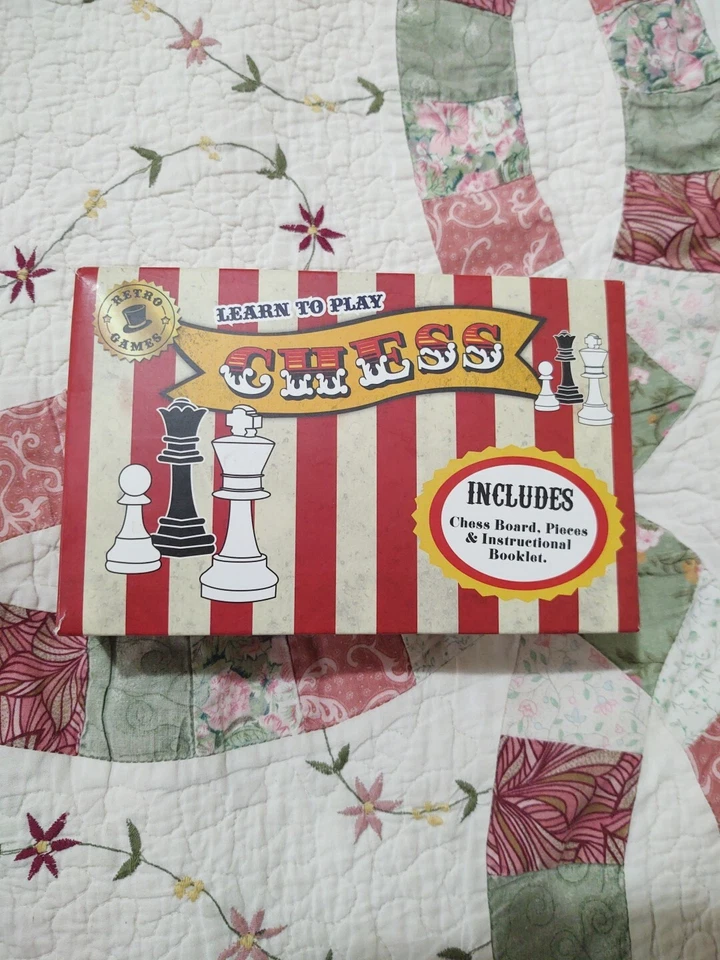 RETRO
GAMES
LEARN TO PLAY
CHESS
INCLUDES
Chess Board, Pieces
& Instructional
Booklet.